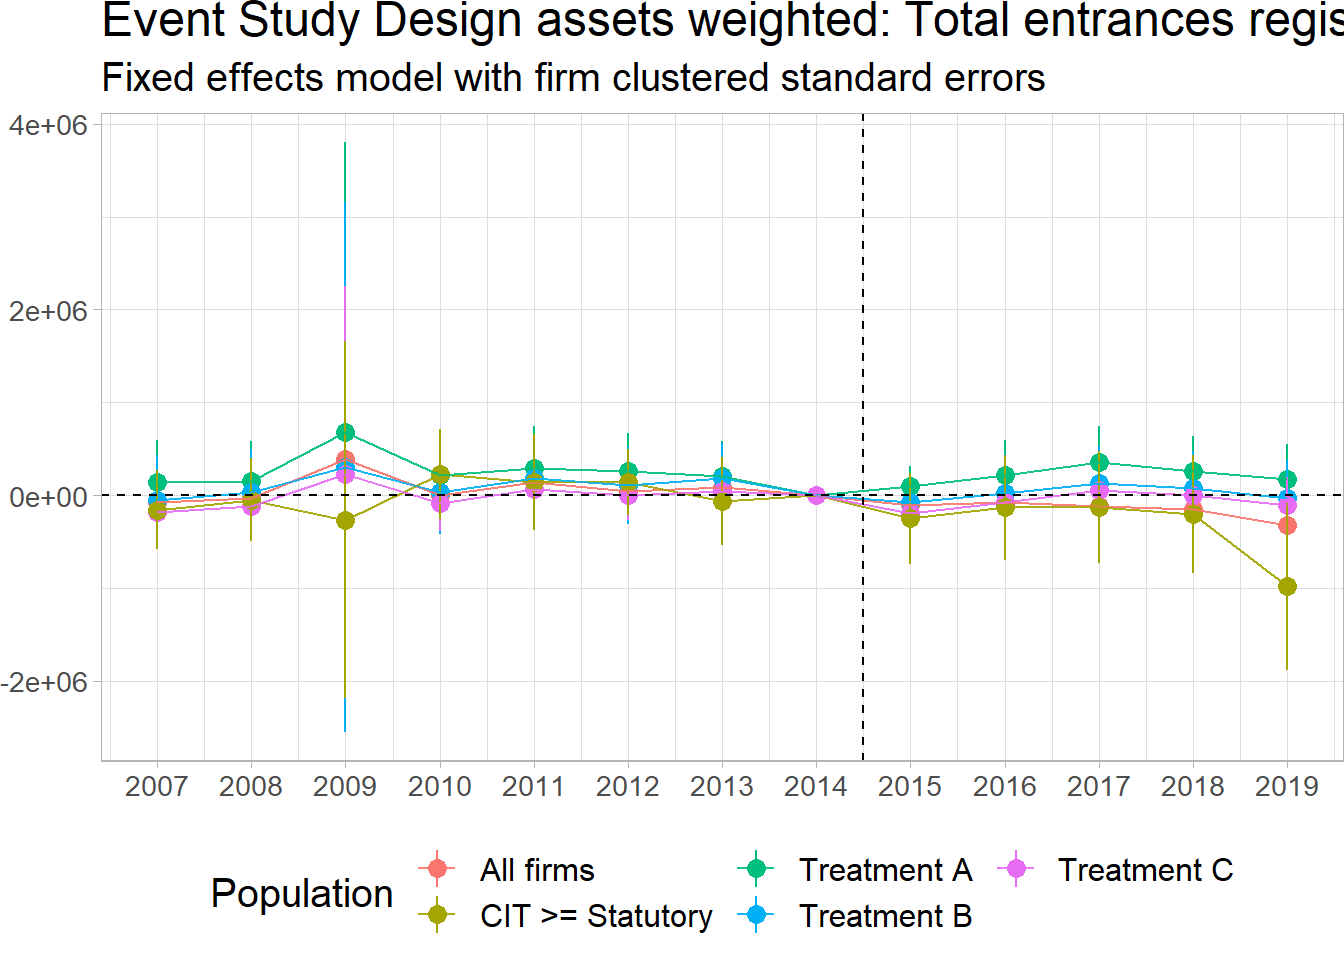 Event Study Design assets weighted: Total entrances regis
Fixed effects model with firm clustered standard errors
4e+06
2e+06
0e+00
-2e+06
2007 2008 2009 2010 2011 2012 2013 2014 2015 2016 2017 2018 2019
Population
All firms
Treatment A
Treatment C
CIT >= Statutory
Treatment B